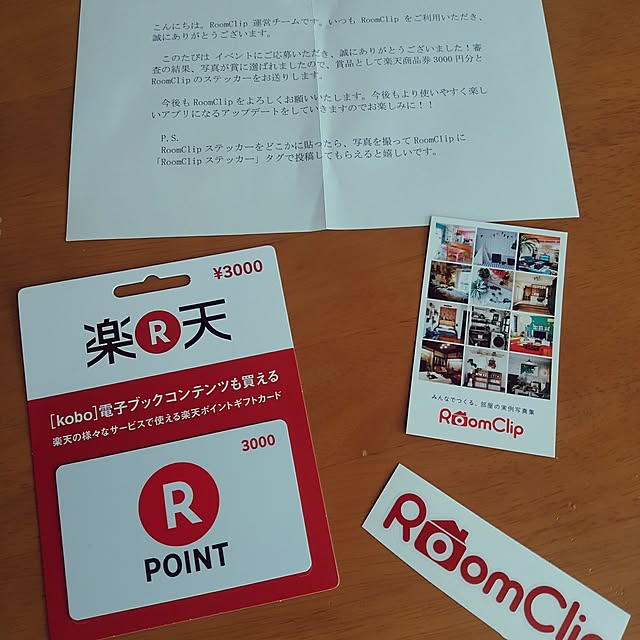 こんにちは。RoomClip 運営チームです。いつも RoomClip をご利用いただき、
誠にありがとうございます。
このたびは イベントにご応募いただき、誠にありがとうございました！審
査の結果、写真が賞に選ばれましたので、賞品として楽天商品券3000円分と
RoomClipのステッカーをお送りします。
今後も RoomClip をよろしくお願いいたします。今後もより使いやすく楽し
いアプリになるアップデートをしていきますのでお楽しみに！！
P.S.
RoomClip ステッカーをどこかに貼ったら、写真を撮って RoomClip に
「RoomClip ステッカー」タグで投稿してもらえると嬉しいです。
¥3000
楽R天
[kobo]電子ブックコンテンツも買える
楽天の様々なサービスで使える楽天ポイントギフトカード
3000
R
POINT
みんなでつくる、部屋の実例写真集
RoomClip
RoomClip